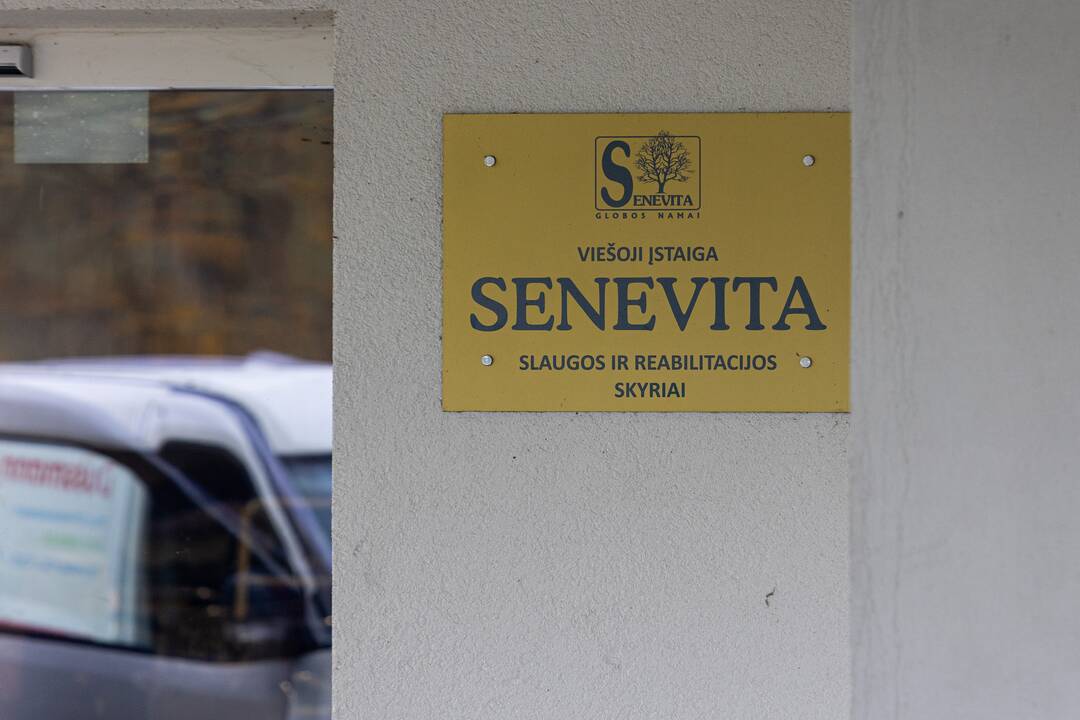 SENEVITA
GLOBOS NAMAI
VIEŠOJI ĮSTAIGA
SENEVITA
SLAUGOS IR REABILITACIJOS
SKYRIAI